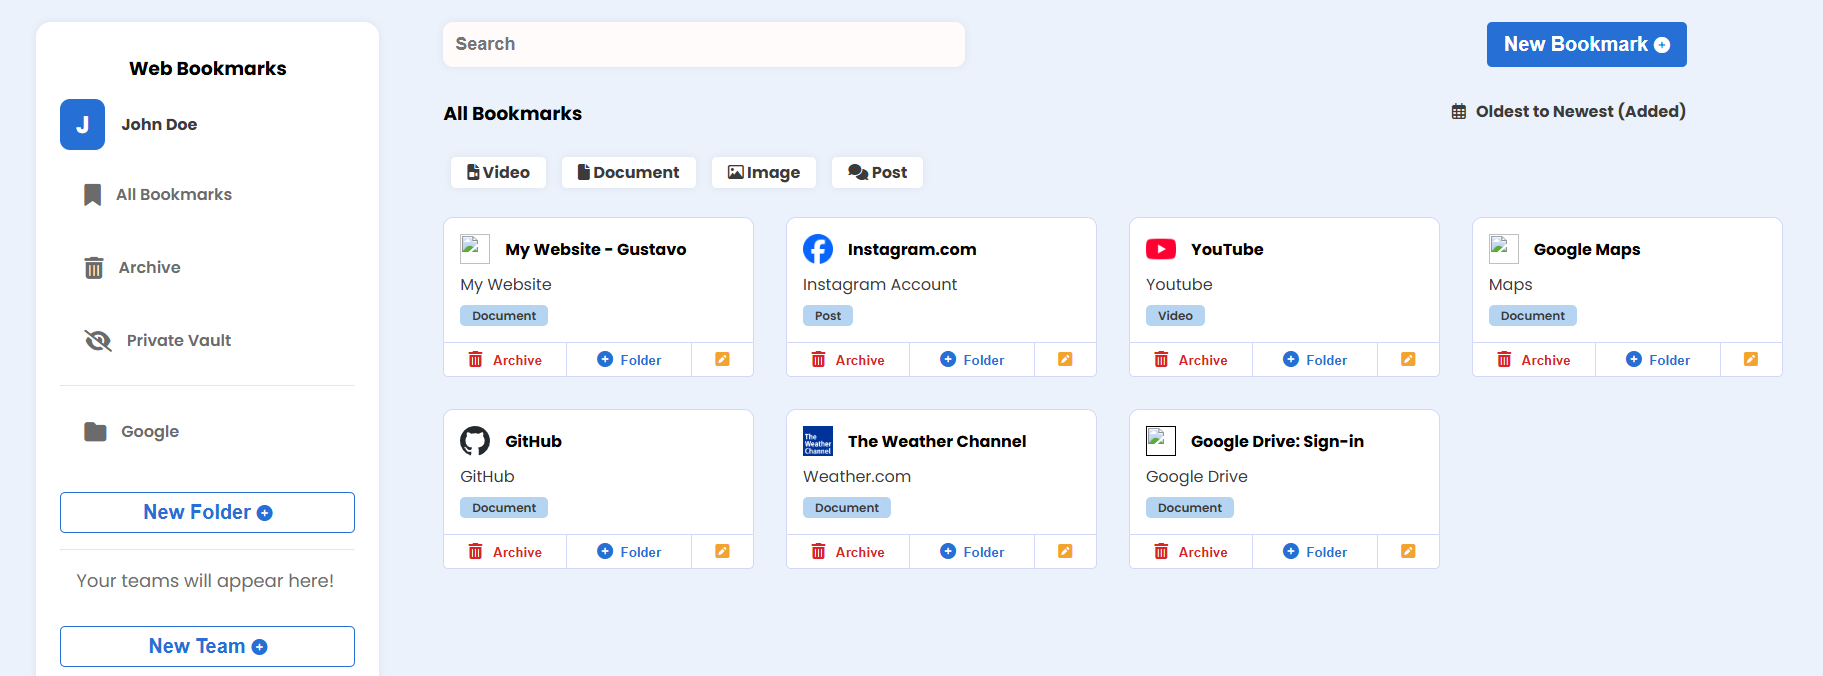 Web Bookmarks
J
John Doe
All Bookmarks
Archive
Private Vault
Google
New Folder
Your teams will appear here!
New Team
Search
New Bookmark
All Bookmarks
Oldest to Newest (Added)
Video
Document
Image
Post
My Website - Gustavo
My Website
Document
Archive
Folder
Instagram.com
Instagram Account
Post
Archive
Folder
YouTube
Youtube
Video
Archive
Folder
Google Maps
Maps
Document
Archive
Folder
GitHub
GitHub
Document
Archive
Folder
The
Weather
Channel
The Weather Channel
Weather.com
Document
Archive
Folder
Google Drive: Sign-in
Google Drive
Document
Archive
Folder